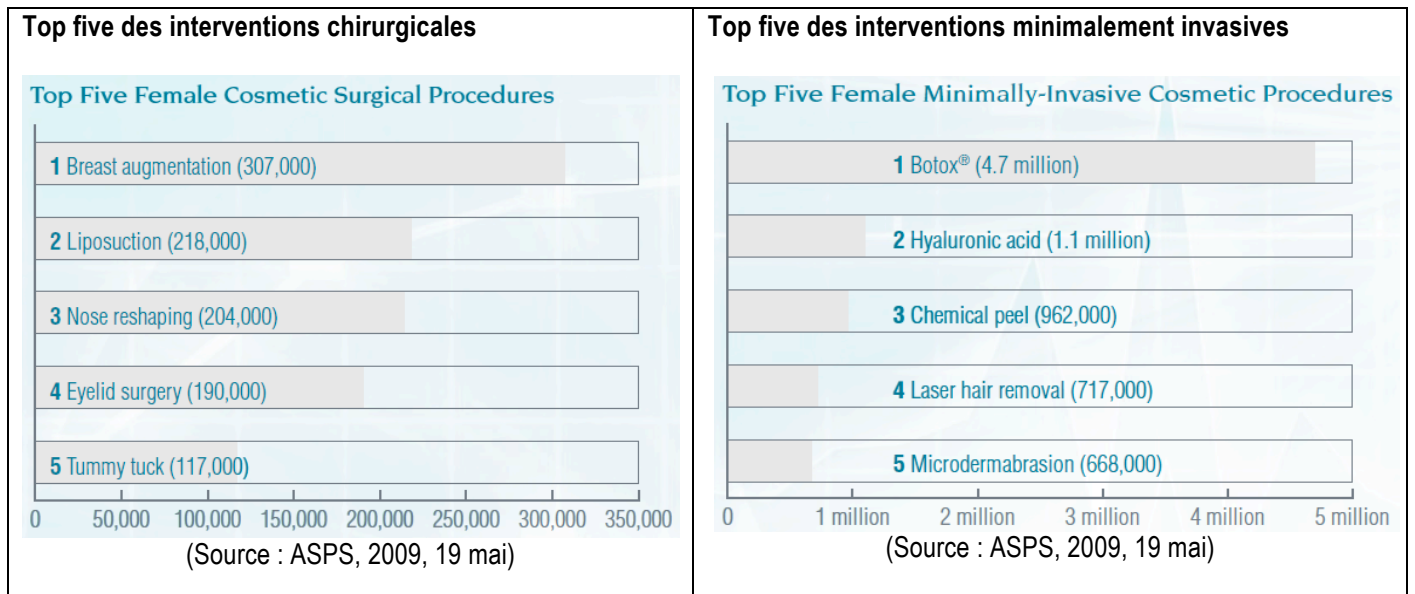 Top five des interventions chirurgicales
Top Five Female Cosmetic Surgical Procedures
1 Breast augmentation (307,000)
2 Liposuction (218,000)
3 Nose reshaping (204,000)
4 Eyelid surgery (190,000)
5 Tummy tuck (117,000)
0 50,000 100,000 150,000 200,000 250,000 300,000 350,000
(Source : ASPS, 2009, 19 mai)
Top five des interventions minimalement invasives
Top Five Female Minimally-Invasive Cosmetic Procedures
1 Botox® (4.7 million)
2 Hyaluronic acid (1.1 million)
3 Chemical peel (962,000)
4 Laser hair removal (717,000)
5 Microdermabrasion (668,000)
0 1 million 2 million 3 million 4 million 5 million
(Source : ASPS, 2009, 19 mai)